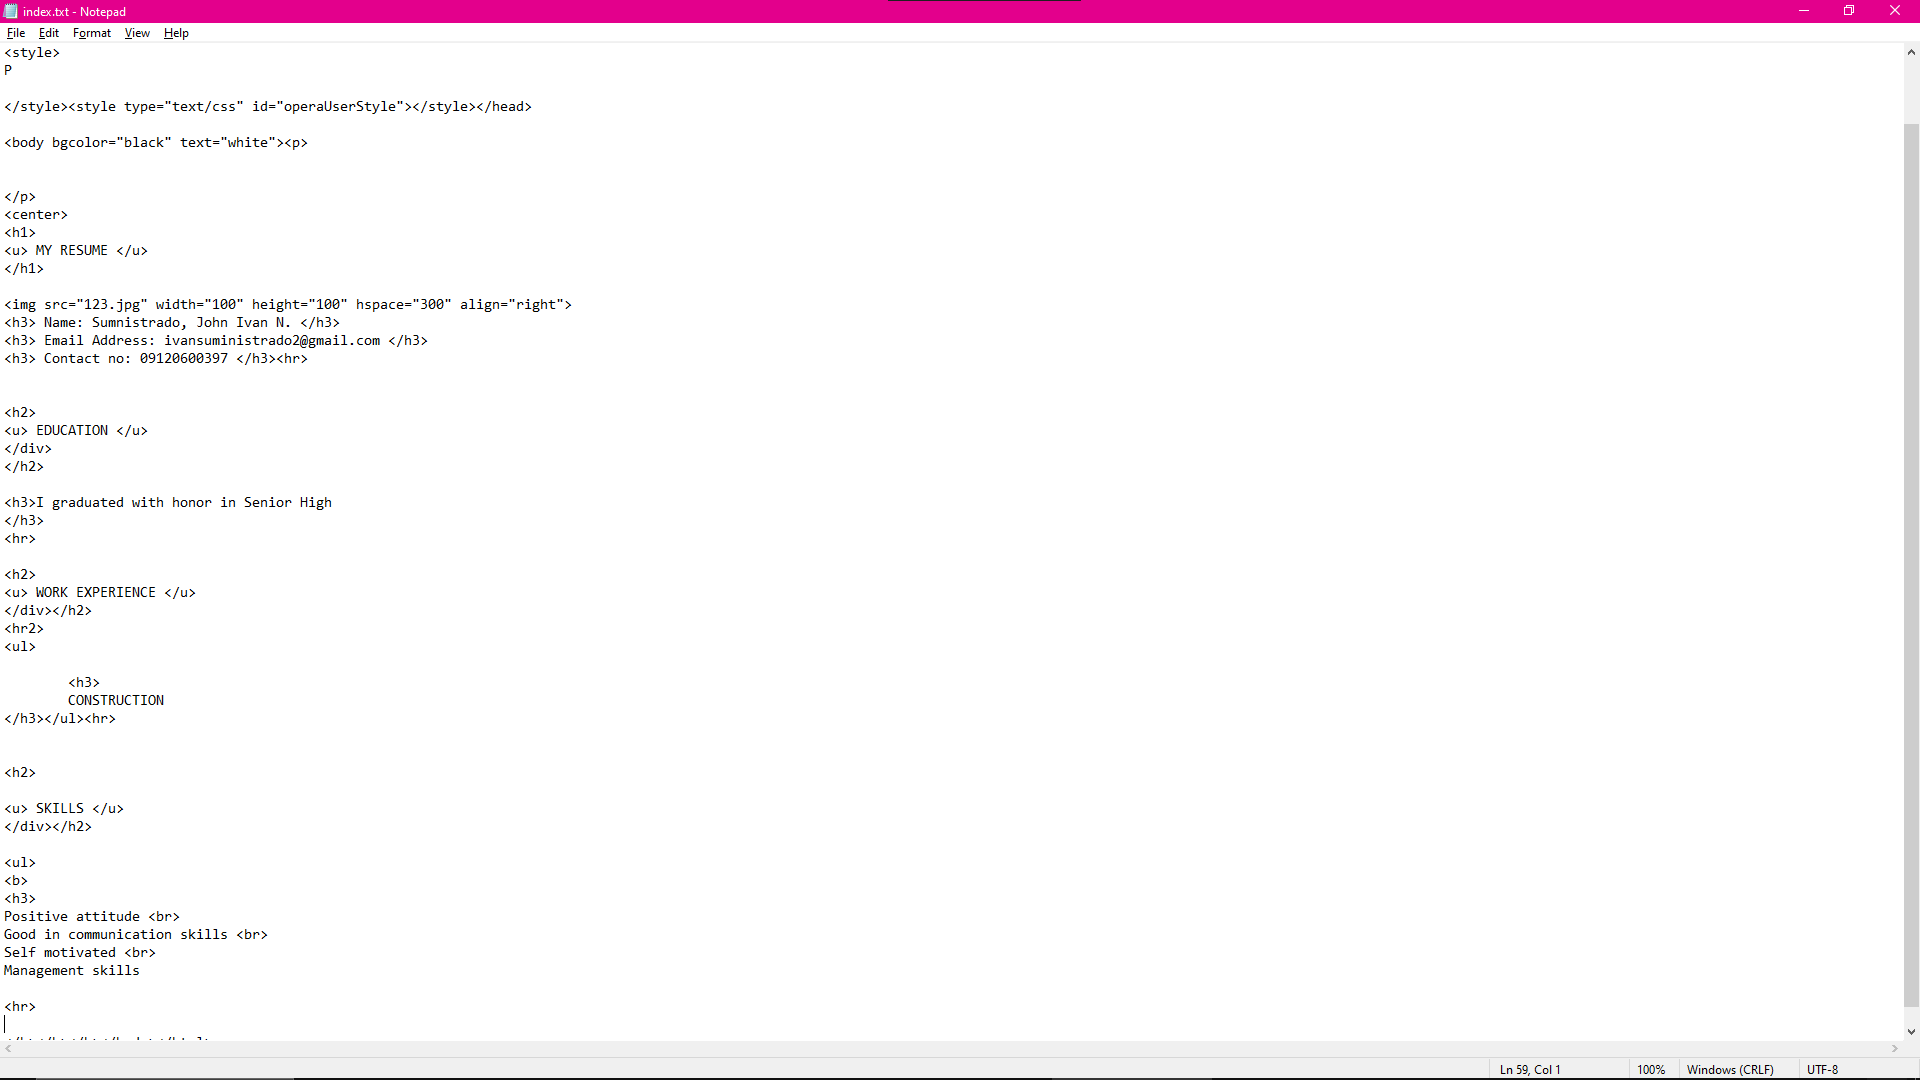 index.txt - Notepad
File Edit Format View Help
<style>
P
</style><style type="text/css" id="operaUserStyle"></style></head>
<body bgcolor="black" text="white"><p>
</p>
<center>
<h1>
<u> MY RESUME </u>
</h1>
<img src="123.jpg" width="100" height="100" hspace="300" align="right">
<h3> Name: Sumnistrado, John Ivan N. </h3>
<h3> Email Address: ivansuministrado2@gmail.com </h3>
<h3> Contact no: 09120600397 </h3><hr>
<h2>
<u> EDUCATION </u>
</div>
</h2>
<h3>I graduated with honor in Senior High
</h3>
<hr>
<h2>
<u> WORK EXPERIENCE </u>
</div></h2>
<hr2>
<ul>
<h3>
CONSTRUCTION
</h3></ul><hr>
<h2>
<u> SKILLS </u>
</div></h2>
<ul>
<b>
<h3>
Positive attitude <br>
Good in communication skills <br>
Self motivated <br>
Management skills
<hr>
Ln 59, Col 1 100% Windows (CRLF) UTF-8